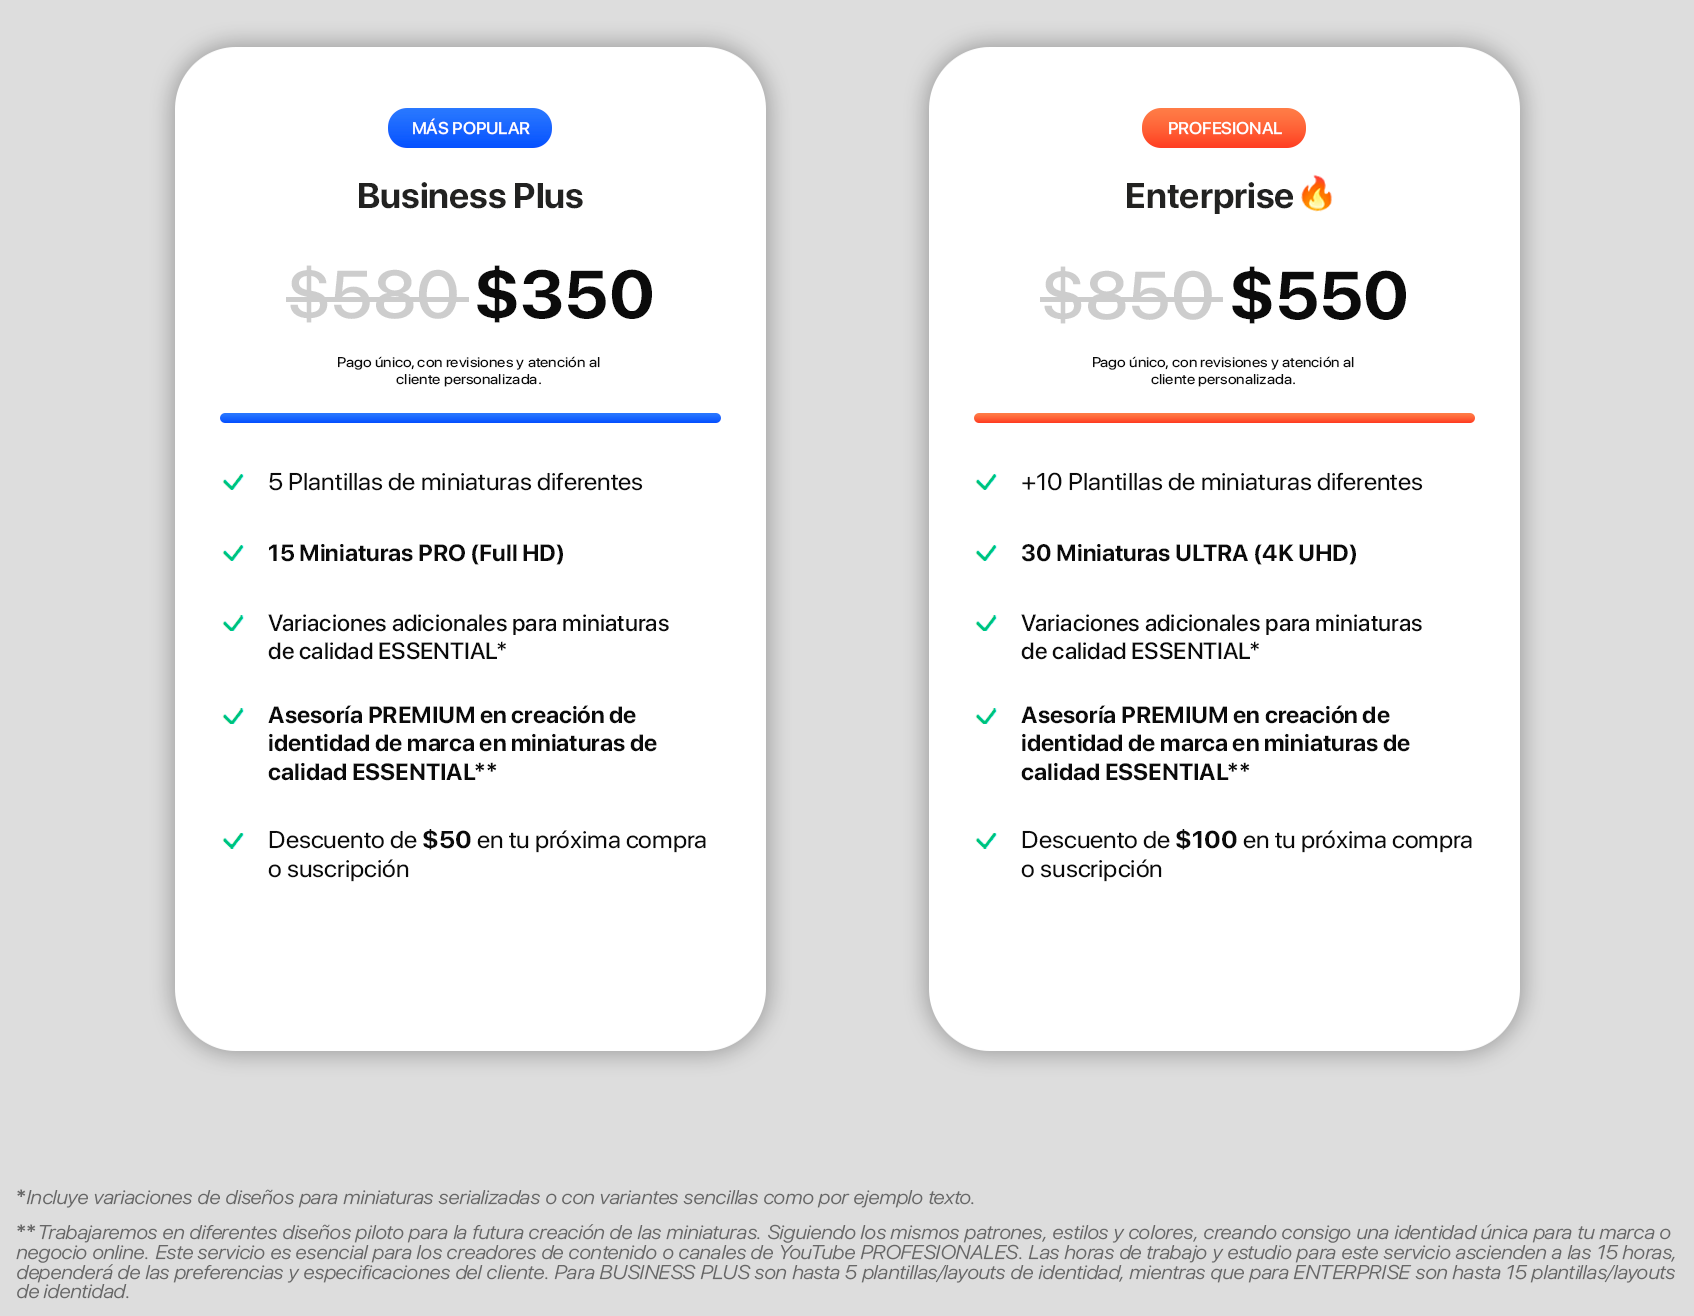 MÁS POPULAR
Business Plus
$580 $350
Pago único, con revisiones y atención al
cliente personalizada.
5 Plantillas de miniaturas diferentes
15 Miniaturas PRO (Full HD)
Variaciones adicionales para miniaturas
de calidad ESSENTIAL*
Asesoría PREMIUM en creación de
identidad de marca en miniaturas de
calidad ESSENTIAL**
Descuento de $50 en tu próxima compra
o suscripción
PROFESIONAL
Enterprise🔥
$850 $550
Pago único, con revisiones y atención al
cliente personalizada.
+10 Plantillas de miniaturas diferentes
30 Miniaturas ULTRA (4K UHD)
Variaciones adicionales para miniaturas
de calidad ESSENTIAL*
Asesoría PREMIUM en creación de
identidad de marca en miniaturas de
calidad ESSENTIAL**
Descuento de $100 en tu próxima compra
o suscripción
*Incluye variaciones de diseños para miniaturas serializadas o con variantes sencillas como por ejemplo texto.
**Trabajaremos en diferentes diseños piloto para la futura creación de las miniaturas. Siguiendo los mismos patrones, estilos y colores, creando consigo una identidad única para tu marca o
negocio online. Este servicio es esencial para los creadores de contenido o canales de YouTube PROFESIONALES. Las horas de trabajo y estudio para este servicio ascienden a las 15 horas,
dependerá de las preferencias y especificaciones del cliente. Para BUSINESS PLUS son hasta 5 plantillas/layouts de identidad, mientras que para ENTERPRISE son hasta 15 plantillas/layouts
de identidad.